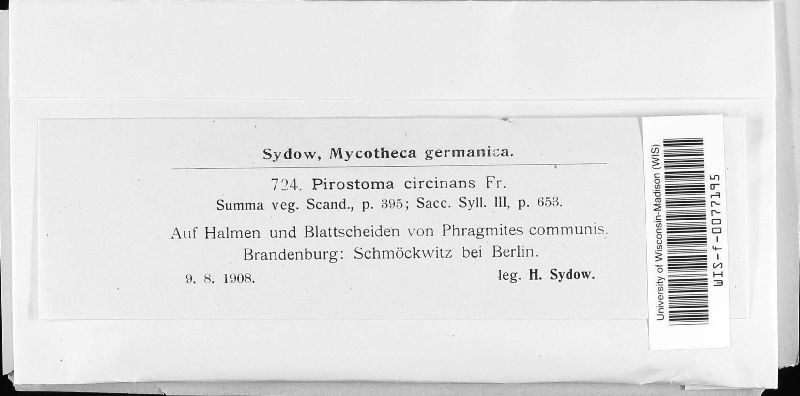 Sydow, Mycotheca germanica.
724. Pirostoma circinans Fr.
Summa veg. Scand., p. 395; Sacc. Syll. III, p. 653.
Auf Halmen und Blattscheiden von Phragmites communis.
Brandenburg: Schmöckwitz bei Berlin.
9. 8. 1908. leg. H. Sydow.
University of Wisconsin-Madison (WIS)
WIS-f-0077195